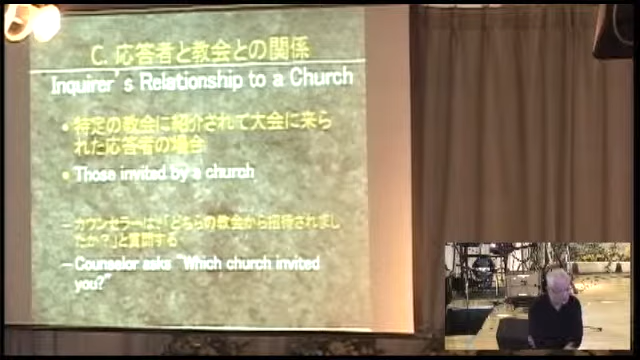 C. 応答者と教会との関係
Inquirer's Relationship to a Church
• 特定の教会に紹介されて大会に来ら
れた応答者の場合
• Those invited by a church
– カウンセラーは、「どちらの教会から招待されまし
たか?」と質問する
– Counselor asks "Which church invited
you?"